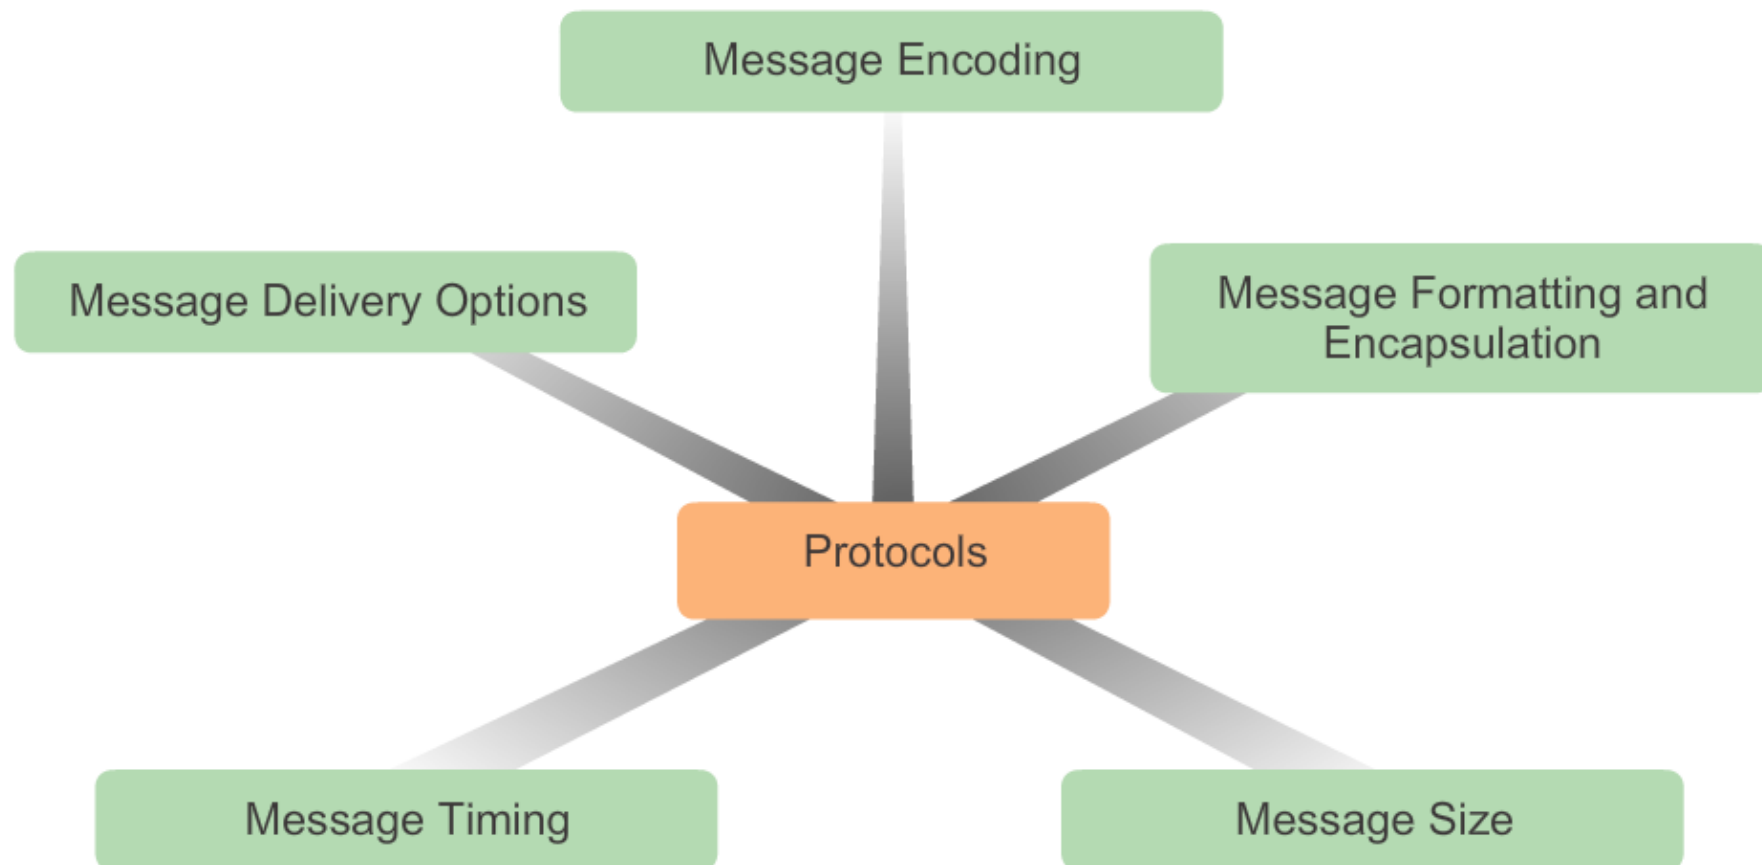 Message Encoding
Message Delivery Options
Message Formatting and
Encapsulation
Protocols
Message Timing
Message Size